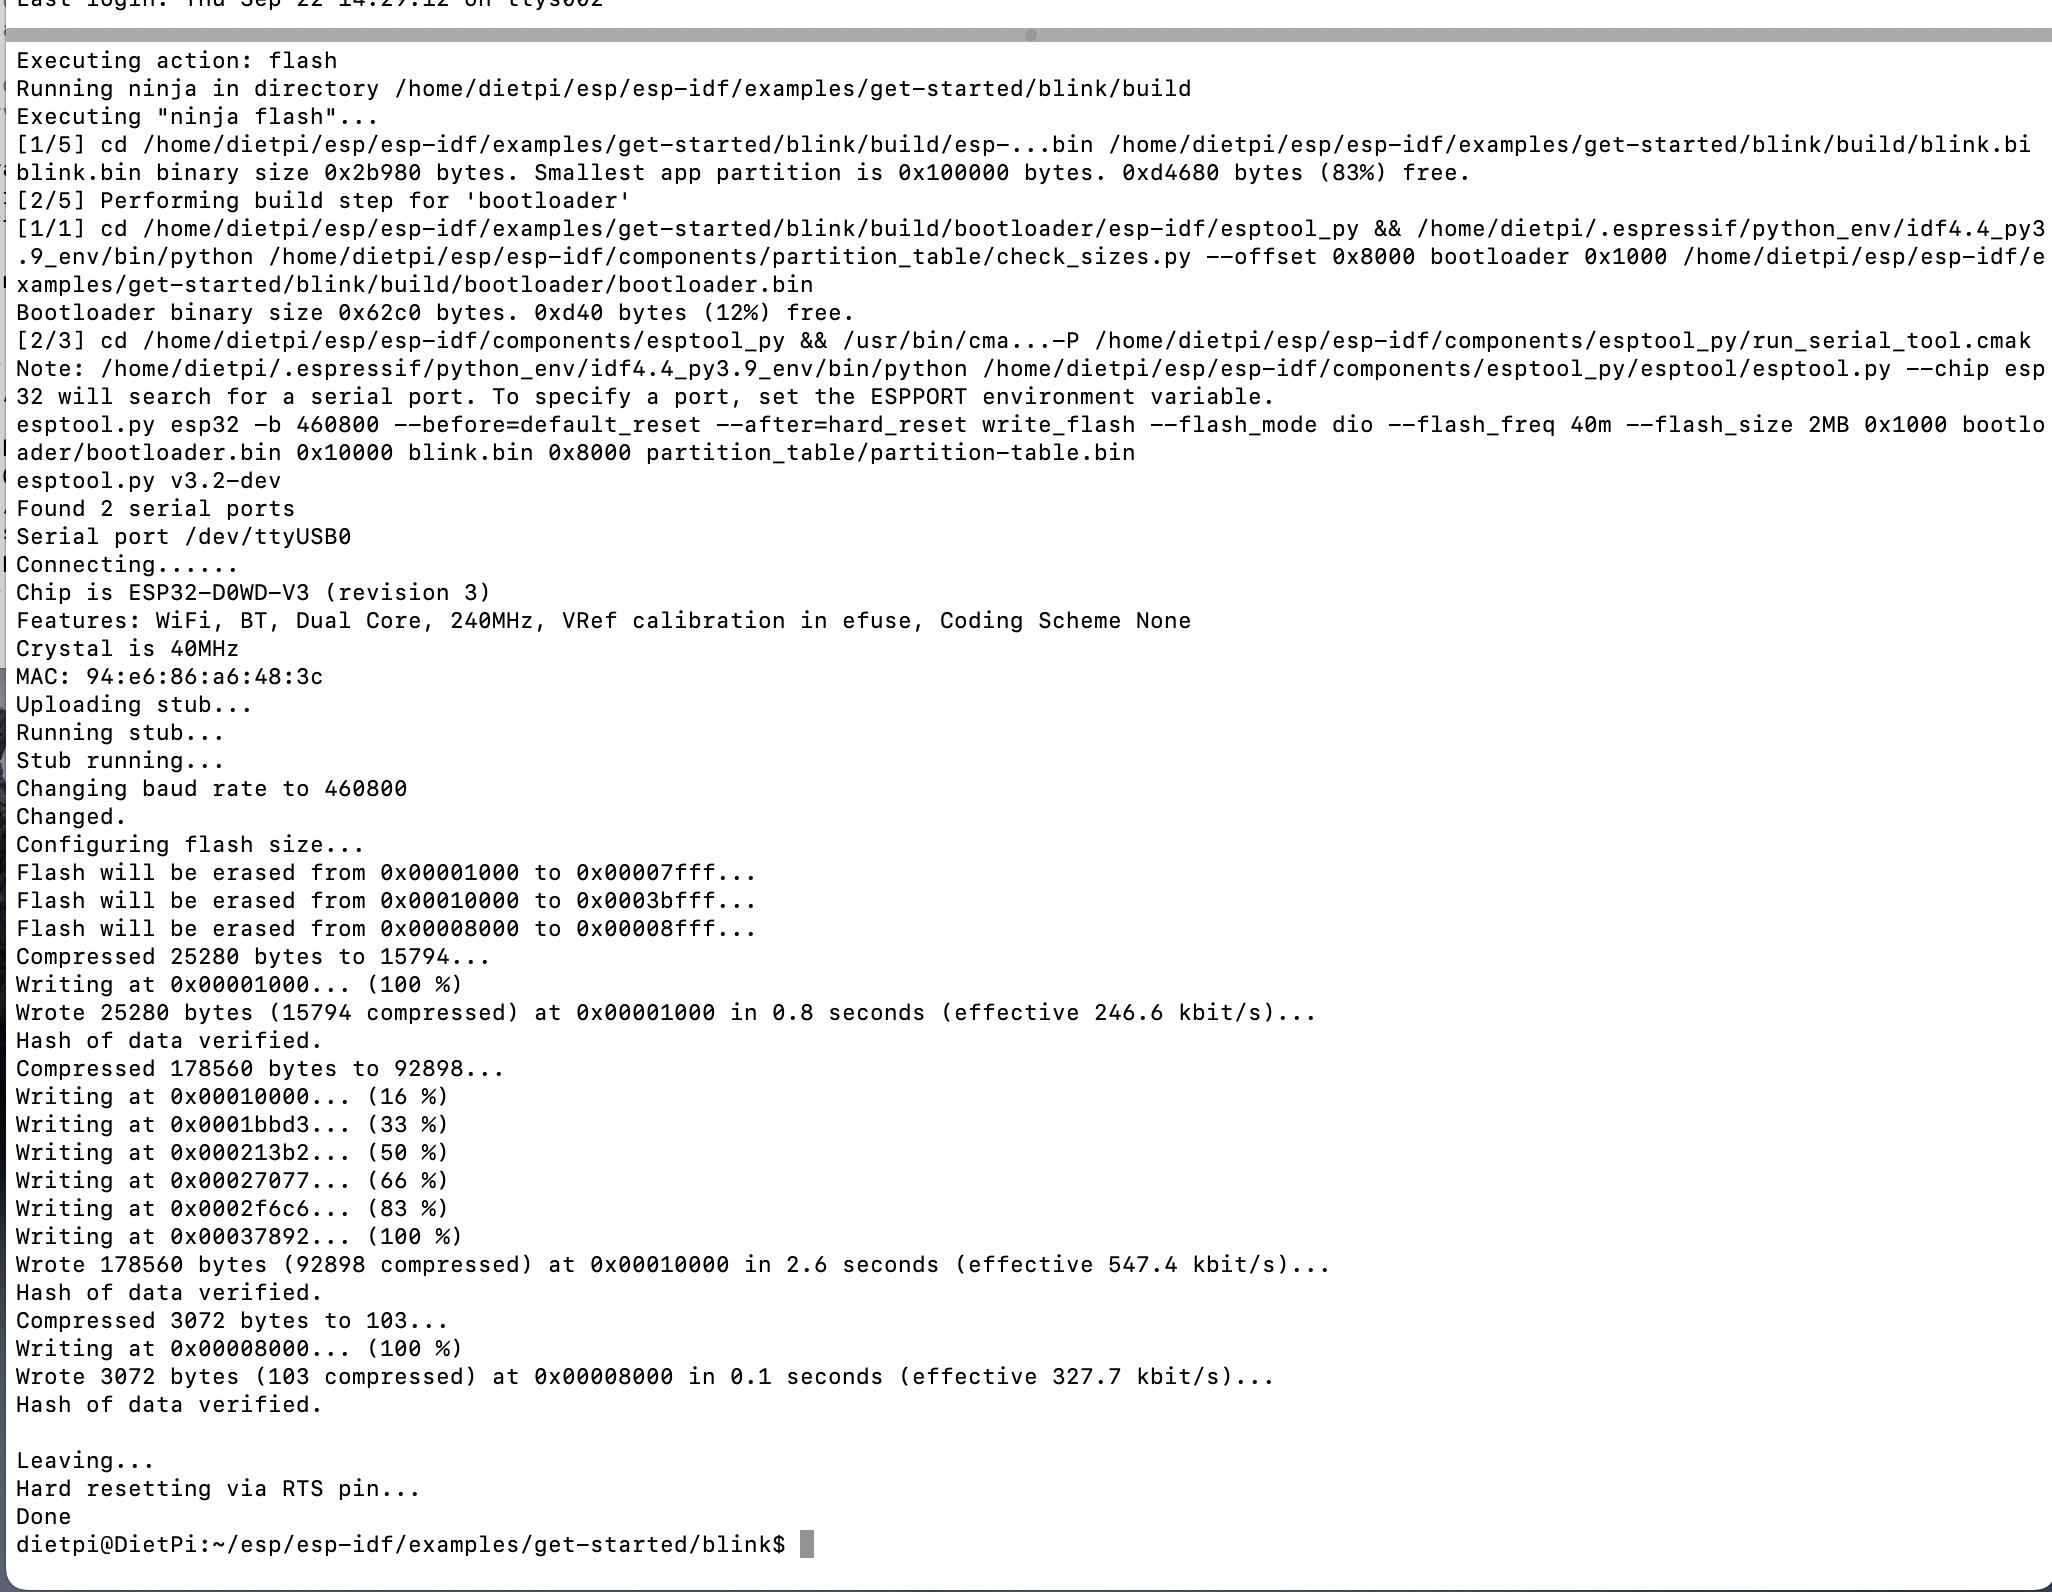 Last login: Thu Sep 22 14:29:12 on ttys002
Executing action: flash
Running ninja in directory /home/dietpi/esp/esp-idf/examples/get-started/blink/build
Executing "ninja flash"...
[1/5] cd /home/dietpi/esp/esp-idf/examples/get-started/blink/build/esp-...bin /home/dietpi/esp/esp-idf/examples/get-started/blink/build/blink.bi
blink.bin binary size 0x2b980 bytes. Smallest app partition is 0x100000 bytes. 0xd4680 bytes (83%) free.
[2/5] Performing build step for 'bootloader'
[1/1] cd /home/dietpi/esp/esp-idf/examples/get-started/blink/build/bootloader/esp-idf/esptool_py && /home/dietpi/.espressif/python_env/idf4.4_py3
.9_env/bin/python /home/dietpi/esp/esp-idf/components/partition_table/check_sizes.py --offset 0x8000 bootloader 0x1000 /home/dietpi/esp/esp-idf/e
xamples/get-started/blink/build/bootloader/bootloader.bin
Bootloader binary size 0x62c0 bytes. 0xd40 bytes (12%) free.
[2/3] cd /home/dietpi/esp/esp-idf/components/esptool_py && /usr/bin/cma...-P /home/dietpi/esp/esp-idf/components/esptool_py/run_serial_tool.cmak
Note: /home/dietpi/.espressif/python_env/idf4.4_py3.9_env/bin/python /home/dietpi/esp/esp-idf/components/esptool_py/esptool/esptool.py --chip esp
32 will search for a serial port. To specify a port, set the ESPPORT environment variable.
esptool.py esp32 -b 460800 --before=default_reset --after=hard_reset write_flash --flash_mode dio --flash_freq 40m --flash_size 2MB 0x1000 bootlo
ader/bootloader.bin 0x10000 blink.bin 0x8000 partition_table/partition-table.bin
esptool.py v3.2-dev
Found 2 serial ports
Serial port /dev/ttyUSB0
Connecting......
Chip is ESP32-D0WD-V3 (revision 3)
Features: WiFi, BT, Dual Core, 240MHz, VRef calibration in efuse, Coding Scheme None
Crystal is 40MHz
MAC: 94:e6:86:a6:48:3c
Uploading stub...
Running stub...
Stub running...
Changing baud rate to 460800
Changed.
Configuring flash size...
Flash will be erased from 0x00001000 to 0x00007fff...
Flash will be erased from 0x00010000 to 0x0003bfff...
Flash will be erased from 0x00008000 to 0x00008fff...
Compressed 25280 bytes to 15794...
Writing at 0x00001000... (100 %)
Wrote 25280 bytes (15794 compressed) at 0x00001000 in 0.8 seconds (effective 246.6 kbit/s)...
Hash of data verified.
Compressed 178560 bytes to 92898...
Writing at 0x00010000... (16 %)
Writing at 0x0001bbd3... (33 %)
Writing at 0x000213b2... (50 %)
Writing at 0x00027077... (66 %)
Writing at 0x0002f6c6... (83 %)
Writing at 0x00037892... (100 %)
Wrote 178560 bytes (92898 compressed) at 0x00010000 in 2.6 seconds (effective 547.4 kbit/s)...
Hash of data verified.
Compressed 3072 bytes to 103...
Writing at 0x00008000... (100 %)
Wrote 3072 bytes (103 compressed) at 0x00008000 in 0.1 seconds (effective 327.7 kbit/s)...
Hash of data verified.
Leaving...
Hard resetting via RTS pin...
Done
dietpi@DietPi:~/esp/esp-idf/examples/get-started/blink$